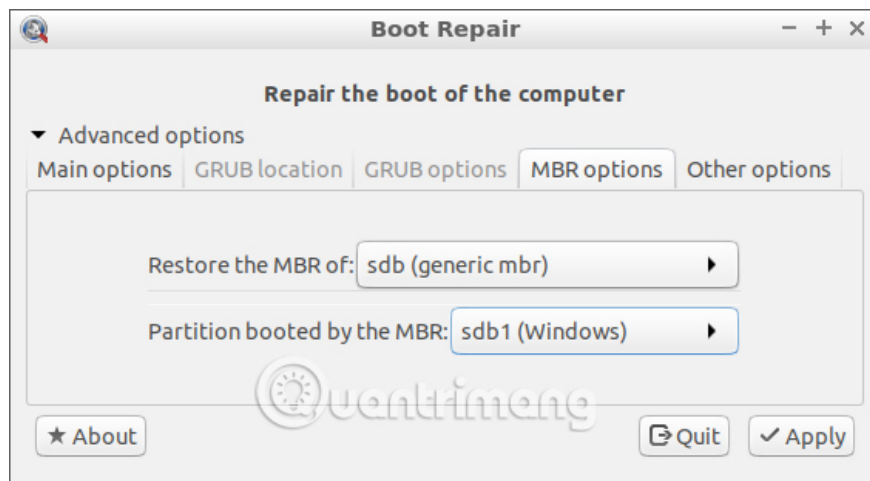 Boot Repair
Repair the boot of the computer
Advanced options
Main options GRUB location GRUB options MBR options Other options
Restore the MBR of: sdb (generic mbr)
Partition booted by the MBR: sdb1 (Windows)
Quantrimang
About Quit Apply